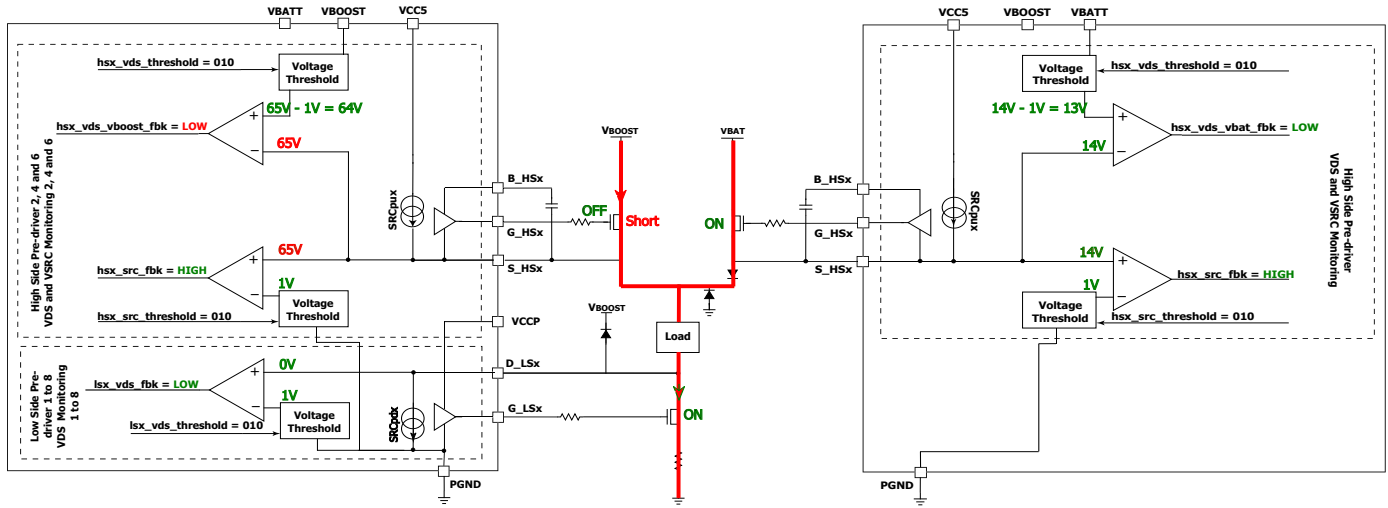 VBATT
VBOOST
VCC5
hsx_vds_threshold = 010
Voltage
Threshold
65V - 1V = 64V
hsx_vds_vboost_fbk = LOW
+
65V
−
High Side Pre-driver 2, 4 and 6
VDS and VSRC Monitoring 2, 4 and 6
SRCpux
B_HSx
G_HSx
S_HSx
65V
+
hsx_src_fbk = HIGH
1V
−
Voltage
Threshold
hsx_src_threshold = 010
VCCP
Low Side Pre-
driver 1 to 8
VDS Monitoring
1 to 8
0V
+
lsx_vds_fbk = LOW
1V
−
Voltage
Threshold
lsx_vds_threshold = 010
SRCpdx
D_LSx
G_LSx
PGND
VBOOST
OFF
Short
VBOOST
Load
ON
VBAT
ON
VCC5
VBOOST
VBATT
Voltage
Threshold
hsx_vds_threshold = 010
14V - 1V = 13V
+
hsx_vds_vbat_fbk = LOW
14V
−
B_HSx
G_HSx
S_HSx
SRCpux
High Side Pre-driver
VDS and VSRC Monitoring
14V
+
hsx_src_fbk = HIGH
1V
−
Voltage
Threshold
hsx_src_threshold = 010
PGND